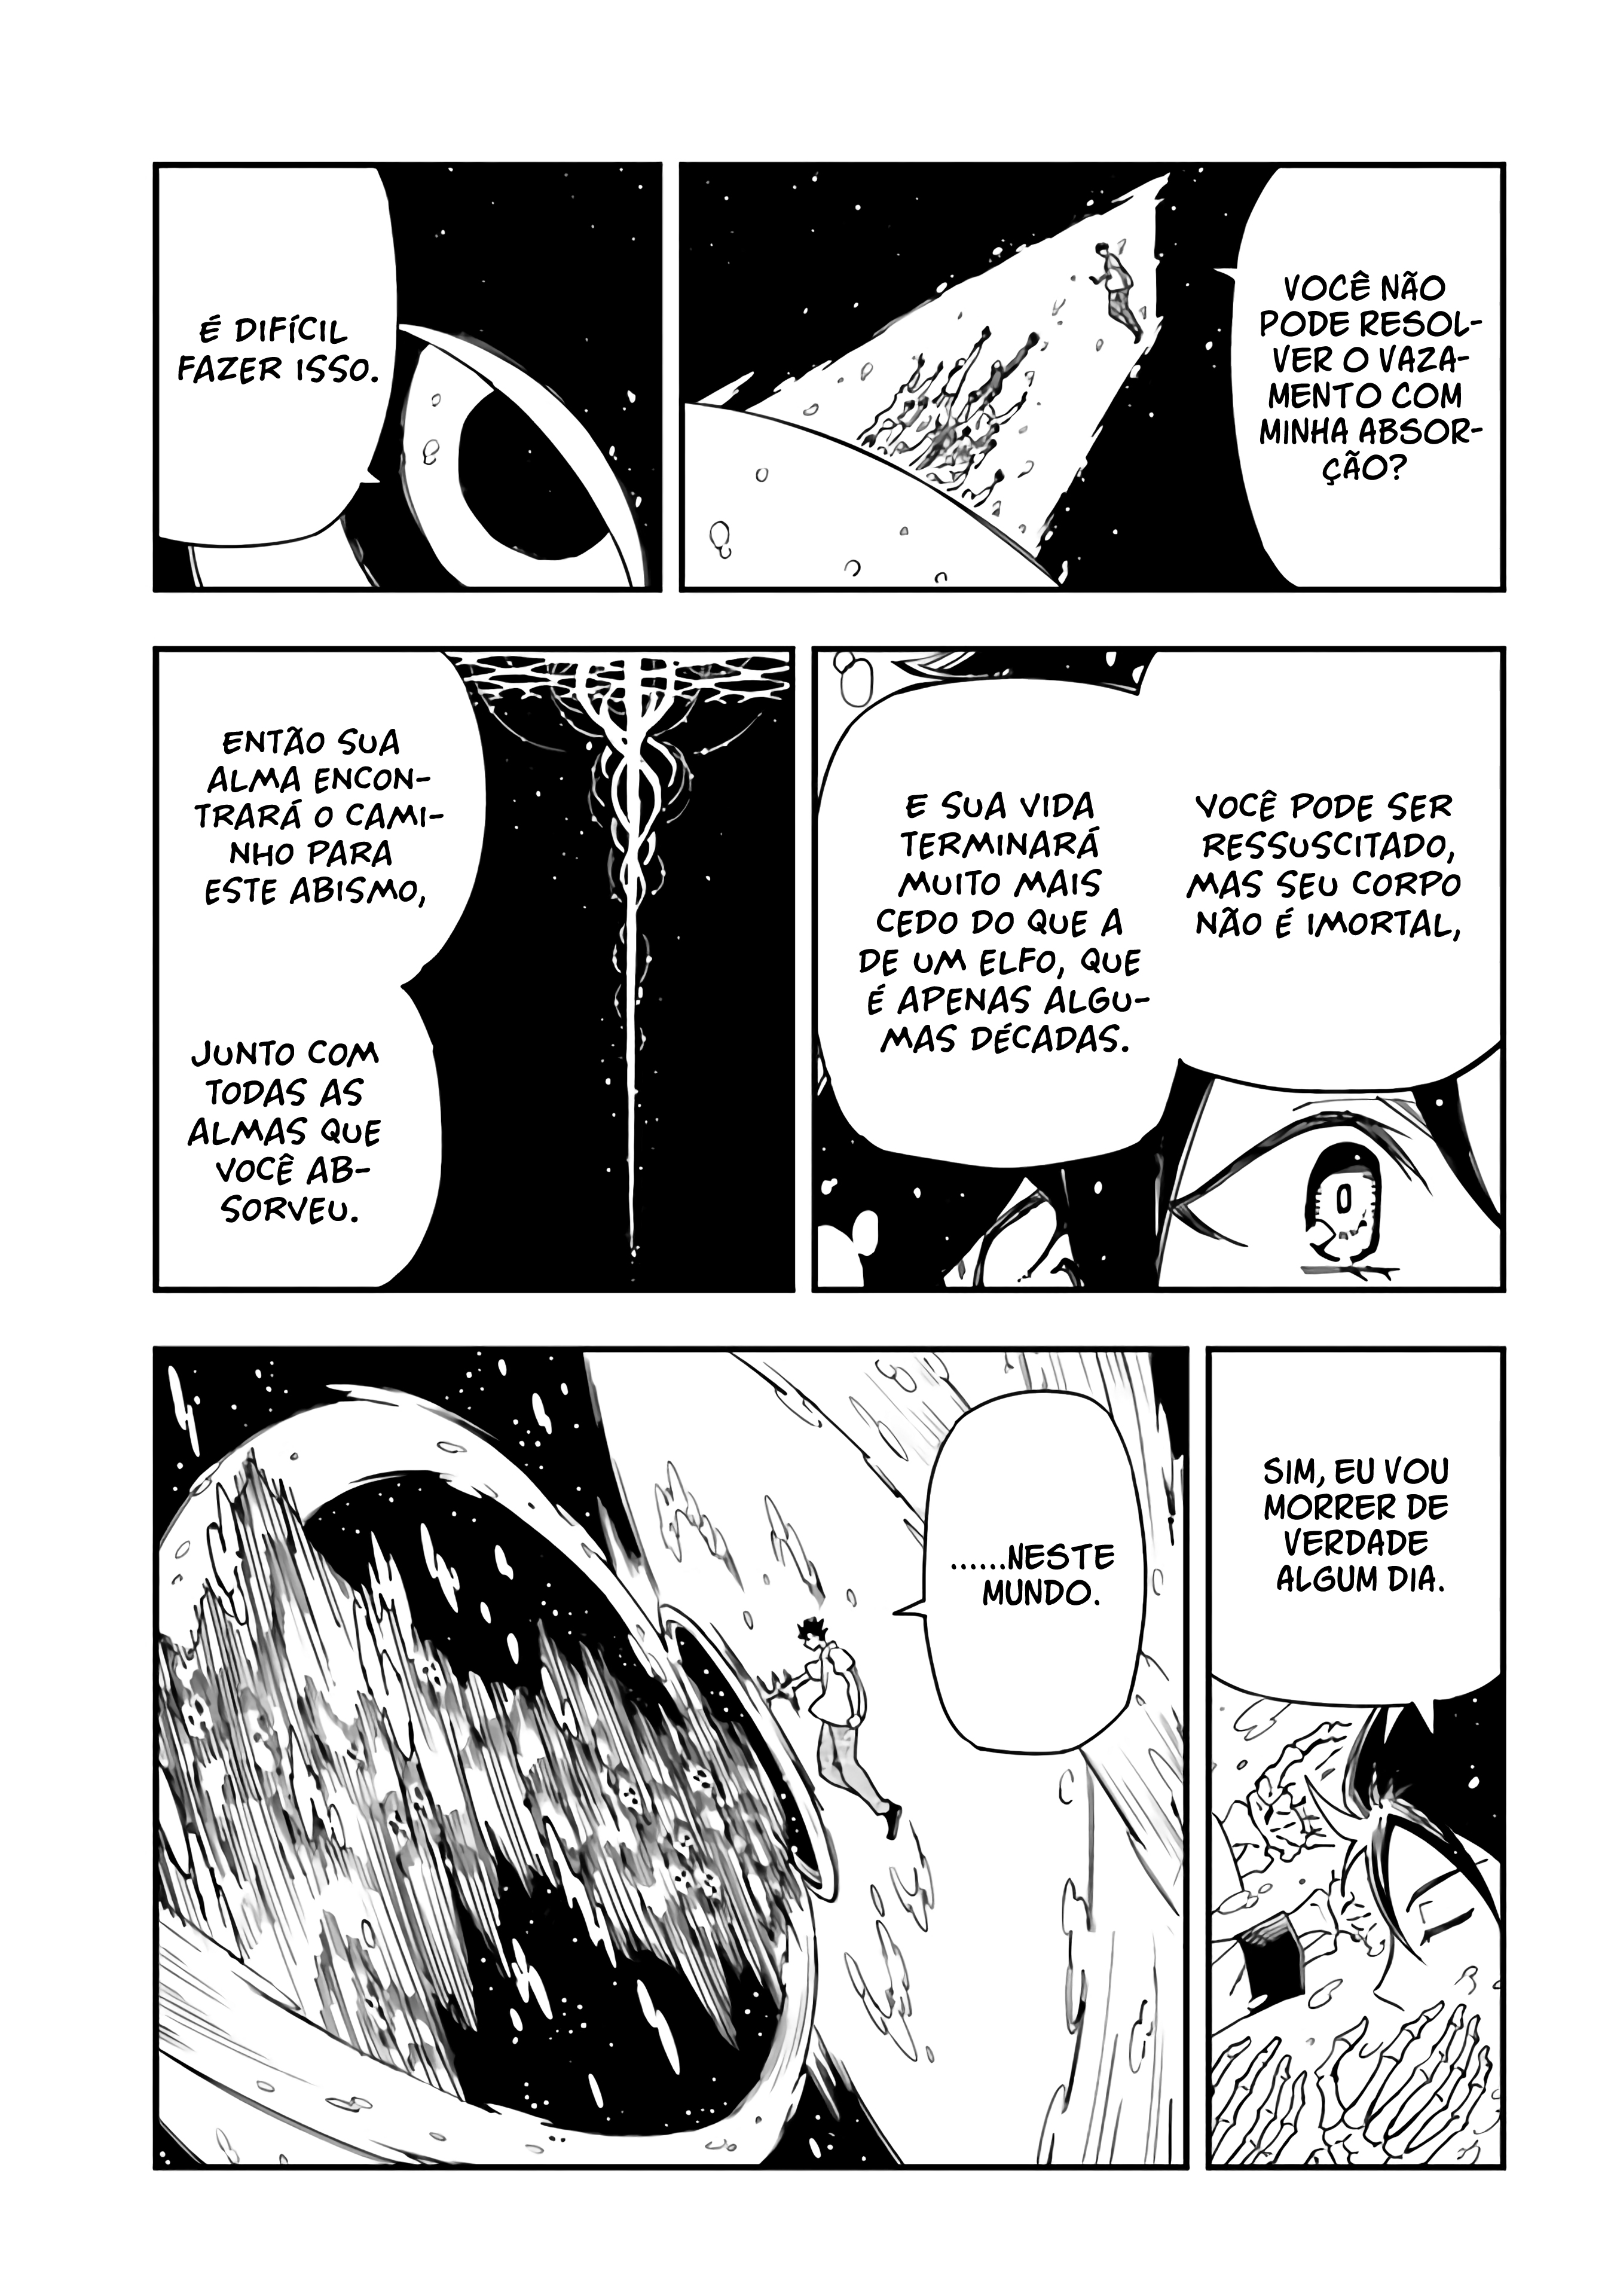 VOCÊ NÃO
PODE RESOL-
VER O VAZA-
MENTO COM
MINHA ABSOR-
ÇÃO?
É DIFÍCIL
FAZER ISSO.
VOCÊ PODE SER
RESSUSCITADO,
MAS SEU CORPO
NÃO É IMORTAL,
E SUA VIDA
TERMINARÁ
MUITO MAIS
CEDO DO QUE A
DE UM ELFO, QUE
É APENAS ALGU-
MAS DÉCADAS.
ENTÃO SUA
ALMA ENCON-
TRARÁ O CAMI-
NHO PARA
ESTE ABISMO,
JUNTO COM
TODAS AS
ALMAS QUE
VOCÊ AB-
SORVEU.
SIM, EU VOU
MORRER DE
VERDADE
ALGUM DIA.
......NESTE
MUNDO.